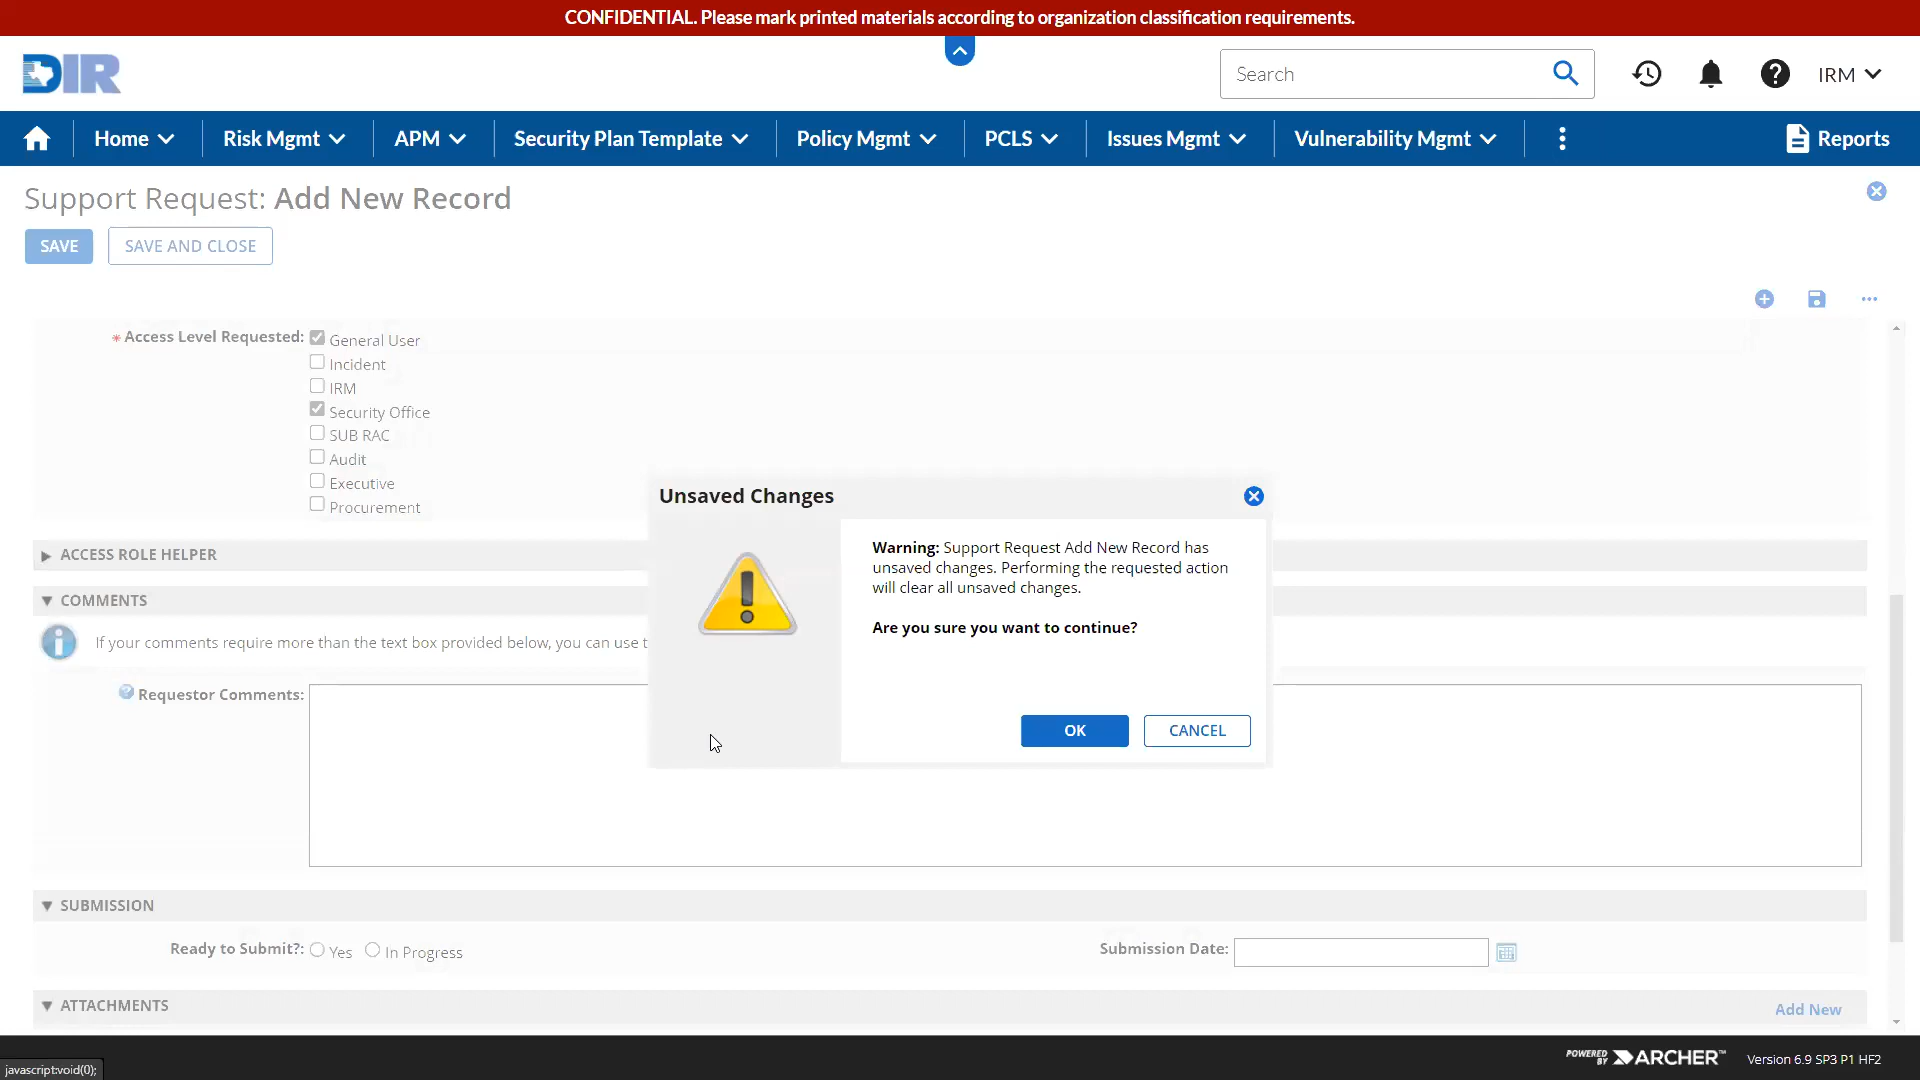 CONFIDENTIAL. Please mark printed materials according to organization classification requirements.
DIR
Search
IRM
Home
Risk Mgmt
APM
Security Plan Template
Policy Mgmt
PCLS
Issues Mgmt
Vulnerability Mgmt
Reports
Support Request: Add New Record
SAVE
SAVE AND CLOSE
* Access Level Requested:
General User
Incident
IRM
Security Office
SUB RAC
Audit
Executive
Procurement
ACCESS ROLE HELPER
COMMENTS
If your comments require more than the text box provided below, you can use t
Requestor Comments:
Unsaved Changes
Warning: Support Request Add New Record has
unsaved changes. Performing the requested action
will clear all unsaved changes.
Are you sure you want to continue?
OK
CANCEL
SUBMISSION
Ready to Submit?: Yes In Progress
Submission Date:
ATTACHMENTS
Add New
POWERED BY ARCHER™
Version 6.9 SP3 P1 HF2
javascript:void(0);